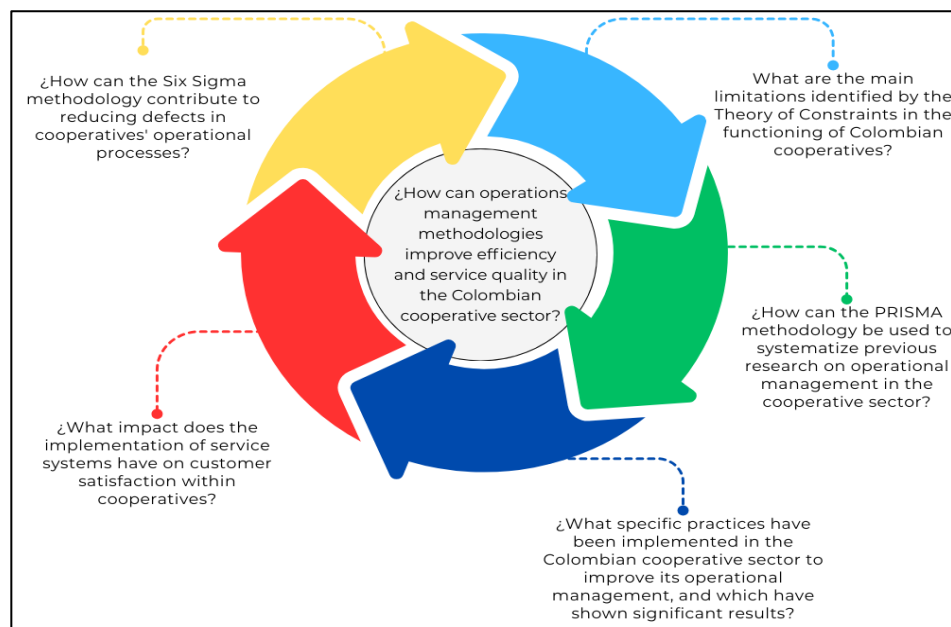 ¿How can the Six Sigma
methodology contribute to
reducing defects in
cooperatives' operational
processes?
What are the main
limitations identified by the
Theory of Constraints in the
functioning of Colombian
cooperatives?
¿How can operations
management
methodologies
improve efficiency
and service quality in
the Colombian
cooperative sector?
¿How can the PRISMA
methodology be used to
systematize previous
research on operational
management in the
cooperative sector?
¿What impact does the
implementation of service
systems have on customer
satisfaction within
cooperatives?
¿What specific practices have
been implemented in the
Colombian cooperative sector to
improve its operational
management, and which have
shown significant results?